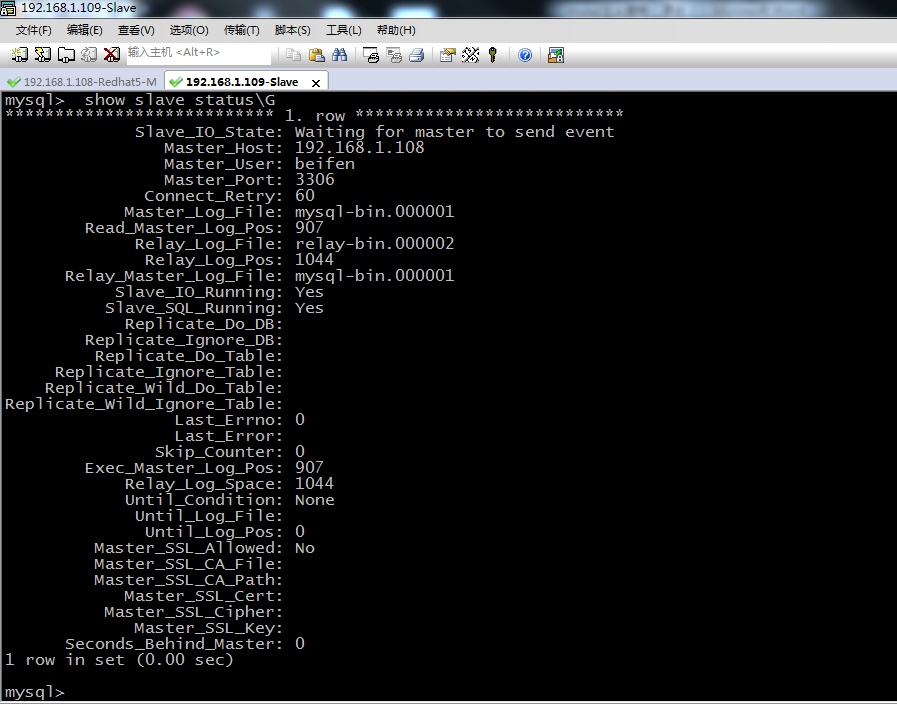 192.168.1.109-Slave
文件(F) 编辑(E) 查看(V) 选项(O) 传输(T) 脚本(S) 工具(L) 帮助(H)
输入主机 <Alt+R>
192.168.1.108-Redhat5-M 192.168.1.109-Slave x
mysql>  show slave status\G
*************************** 1. row ***************************
Slave_IO_State: Waiting for master to send event
Master_Host: 192.168.1.108
Master_User: beifen
Master_Port: 3306
Connect_Retry: 60
Master_Log_File: mysql-bin.000001
Read_Master_Log_Pos: 907
Relay_Log_File: relay-bin.000002
Relay_Log_Pos: 1044
Relay_Master_Log_File: mysql-bin.000001
Slave_IO_Running: Yes
Slave_SQL_Running: Yes
Replicate_Do_DB:
Replicate_Ignore_DB:
Replicate_Do_Table:
Replicate_Ignore_Table:
Replicate_Wild_Do_Table:
Replicate_Wild_Ignore_Table:
Last_Errno: 0
Last_Error:
Skip_Counter: 0
Exec_Master_Log_Pos: 907
Relay_Log_Space: 1044
Until_Condition: None
Until_Log_File:
Until_Log_Pos: 0
Master_SSL_Allowed: No
Master_SSL_CA_File:
Master_SSL_CA_Path:
Master_SSL_Cert:
Master_SSL_Cipher:
Master_SSL_Key:
Seconds_Behind_Master: 0
1 row in set (0.00 sec)
mysql>